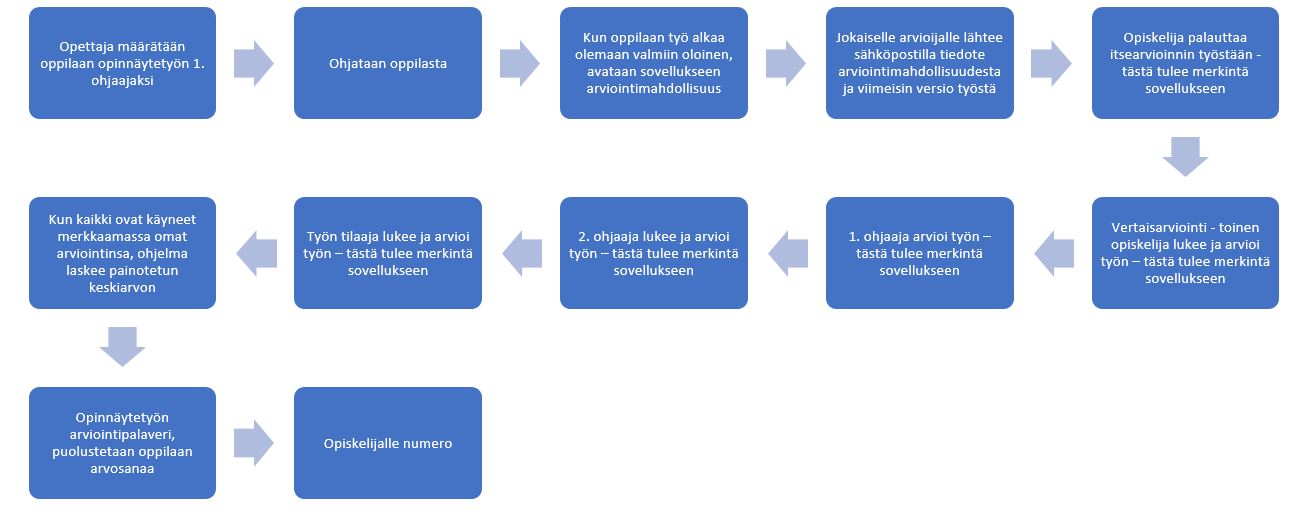 Opettaja määrätään
oppilaan opinnäytetyön 1.
ohjaajaksi
Ohjataan oppilasta
Kun oppilaan työ alkaa
olemaan valmiin oloinen,
avataan sovellukseen
arviointimahdollisuus
Jokaiselle arvioijalle lähtee
sähköpostilla tiedote
arviointimahdollisuudesta
ja viimeisin versio työstä
Opiskelija palauttaa
itsearvioinnin työstään -
tästä tulee merkintä
sovellukseen
Vertaisarviointi - toinen
opiskelija lukee ja arvioi
työn – tästä tulee merkintä
sovellukseen
1. ohjaaja arvioi työn –
tästä tulee merkintä
sovellukseen
2. ohjaaja lukee ja arvioi
työn – tästä tulee merkintä
sovellukseen
Työn tilaaja lukee ja arvioi
työn – tästä tulee merkintä
sovellukseen
Kun kaikki ovat käyneet
merkkaamassa omat
arviointinsa, ohjelma
laskee painotetun
keskiarvon
Opinnäytetyön
arviointipalaveri,
puolustetaan oppilaan
arvosanaa
Opiskelijalle numero